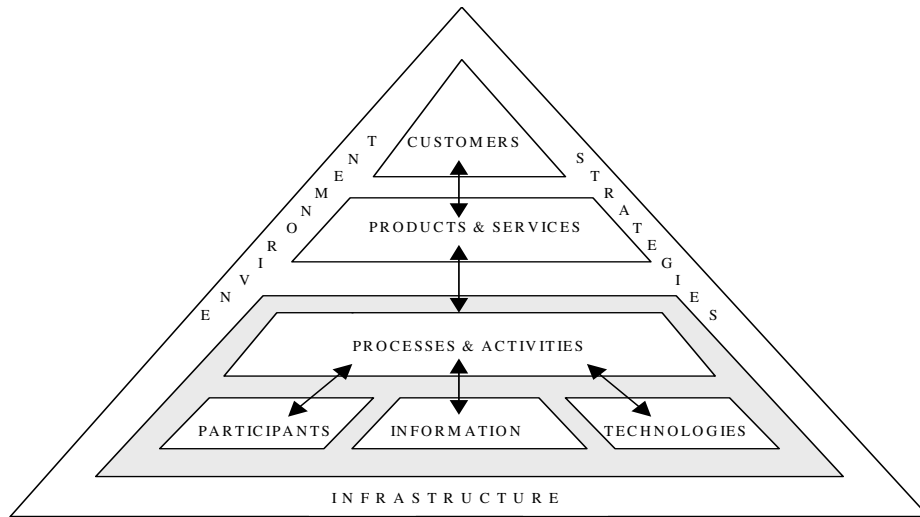 CUSTOMERS
ENVIRONMENT
STRATEGIES
PRODUCTS & SERVICES
PROCESSES & ACTIVITIES
PARTICIPANTS
INFORMATION
TECHNOLOGIES
INFRASTRUCTURE